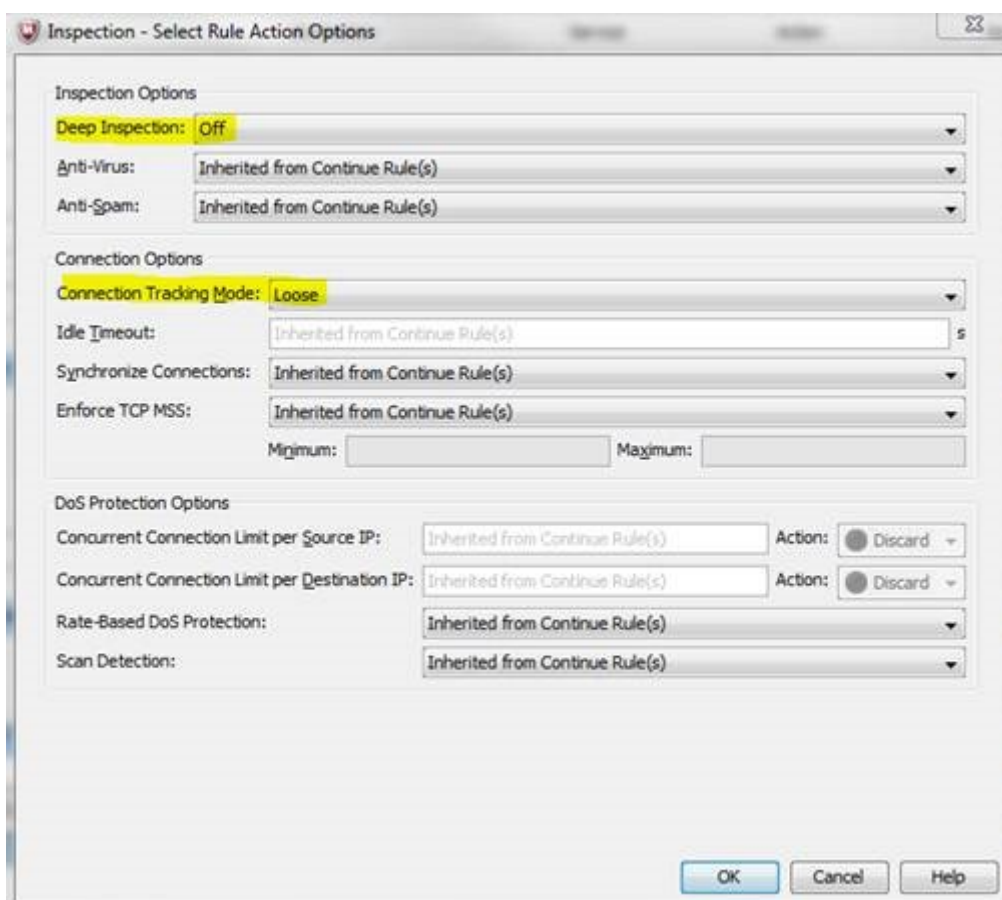 Inspection - Select Rule Action Options
Inspection Options
Deep Inspection: Off
Anti-Virus: Inherited from Continue Rule(s)
Anti-Spam: Inherited from Continue Rule(s)
Connection Options
Connection Tracking Mode: Loose
Idle Timeout: Inherited from Continue Rule(s) s
Synchronize Connections: Inherited from Continue Rule(s)
Enforce TCP MSS: Inherited from Continue Rule(s)
Minimum: Maximum:
DoS Protection Options
Concurrent Connection Limit per Source IP: Inherited from Continue Rule(s) Action: Discard
Concurrent Connection Limit per Destination IP: Inherited from Continue Rule(s) Action: Discard
Rate-Based DoS Protection: Inherited from Continue Rule(s)
Scan Detection: Inherited from Continue Rule(s)
OK Cancel Help